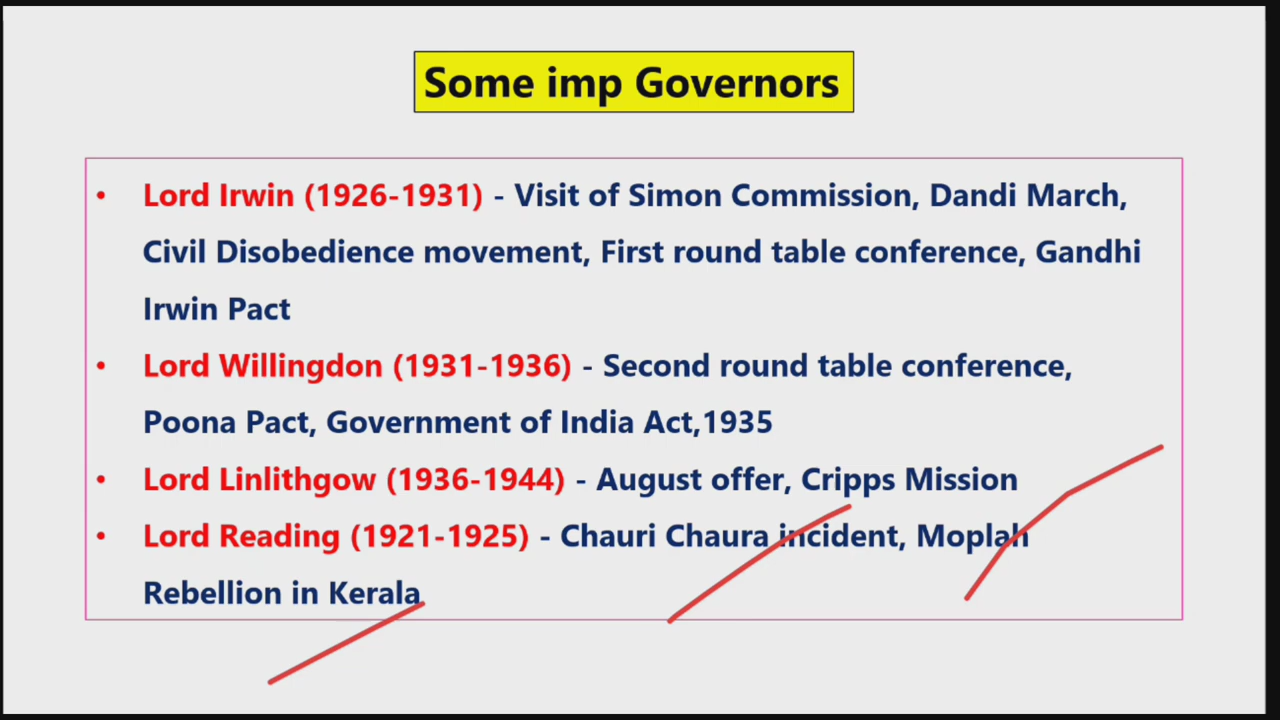 Some imp Governors
• Lord Irwin (1926-1931) - Visit of Simon Commission, Dandi March,
Civil Disobedience movement, First round table conference, Gandhi
Irwin Pact
• Lord Willingdon (1931-1936) - Second round table conference,
Poona Pact, Government of India Act,1935
• Lord Linlithgow (1936-1944) - August offer, Cripps Mission
• Lord Reading (1921-1925) - Chauri Chaura incident, Moplah
Rebellion in Kerala